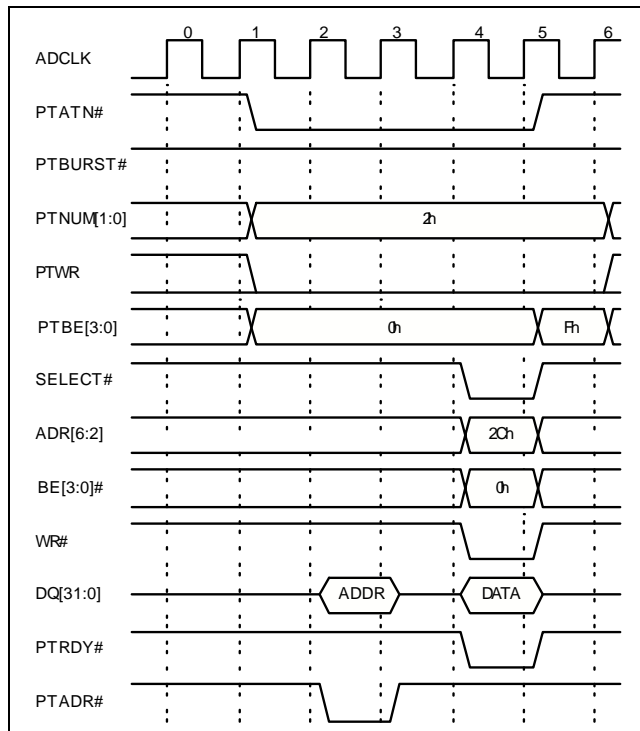 0 1 2 3 4 5 6
ADCLK
PTATN#
PTBURST#
PTNUM[1:0] 2h
PTWR
PTBE[3:0] 0h Fh
SELECT#
ADR[6:2] 2Ch
BE[3:0]# 0h
WR#
DQ[31:0] ADDR DATA
PTRDY#
PTADR#